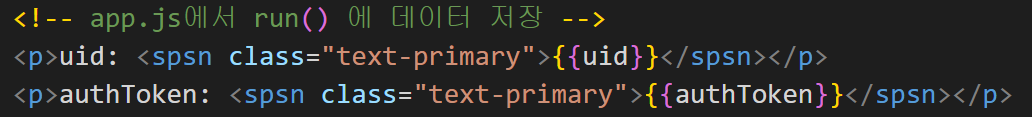 <!-- app.js에서 run() 에 데이터 저장 -->
<p>uid: <spsn class="text-primary">{{uid}}</spsn></p>
<p>authToken: <spsn class="text-primary">{{authToken}}</spsn></p>